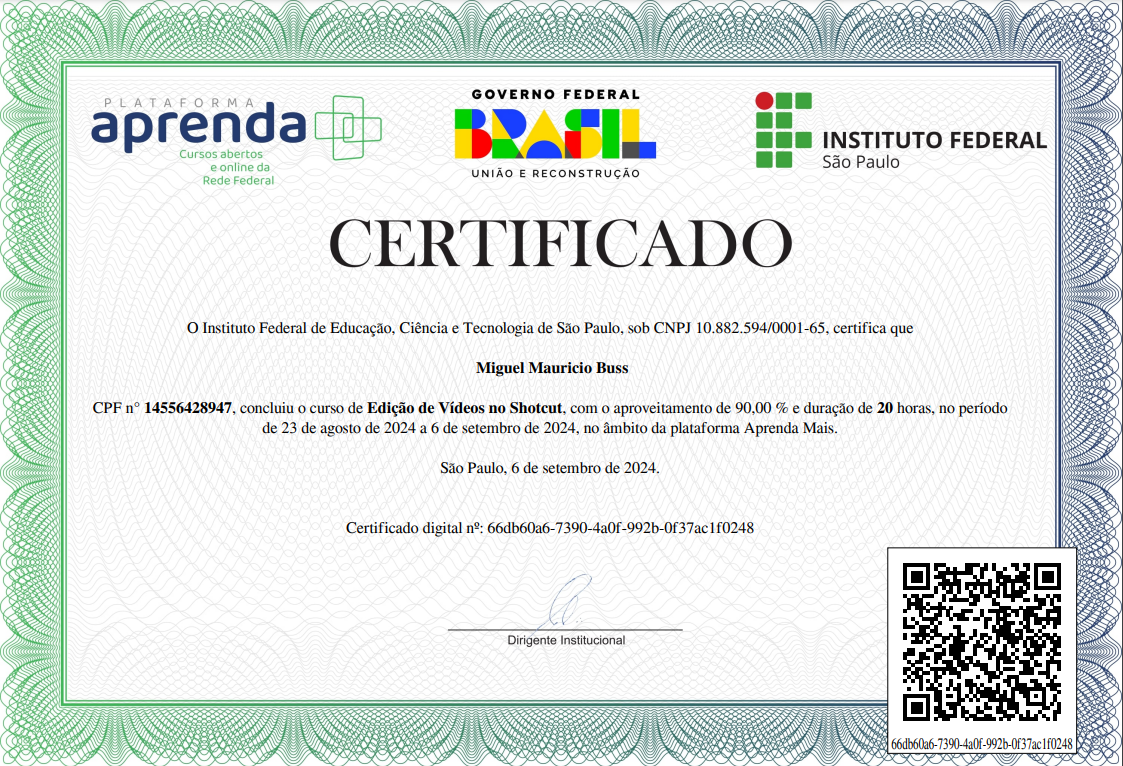 PLATAFORMA
aprenda
Cursos abertos
e online da
Rede Federal
GOVERNO FEDERAL
BRASIL
UNIÃO E RECONSTRUÇÃO
INSTITUTO FEDERAL
São Paulo
CERTIFICADO
O Instituto Federal de Educação, Ciência e Tecnologia de São Paulo, sob CNPJ 10.882.594/0001-65, certifica que
Miguel Mauricio Buss
CPF n° 14556428947, concluiu o curso de Edição de Vídeos no Shotcut, com o aproveitamento de 90,00 % e duração de 20 horas, no período
de 23 de agosto de 2024 a 6 de setembro de 2024, no âmbito da plataforma Aprenda Mais.
São Paulo, 6 de setembro de 2024.
Certificado digital nº: 66db60a6-7390-4a0f-992b-0f37ac1f0248
Dirigente Institucional
66db60a6-7390-4a0f-992b-0f37ac1f0248